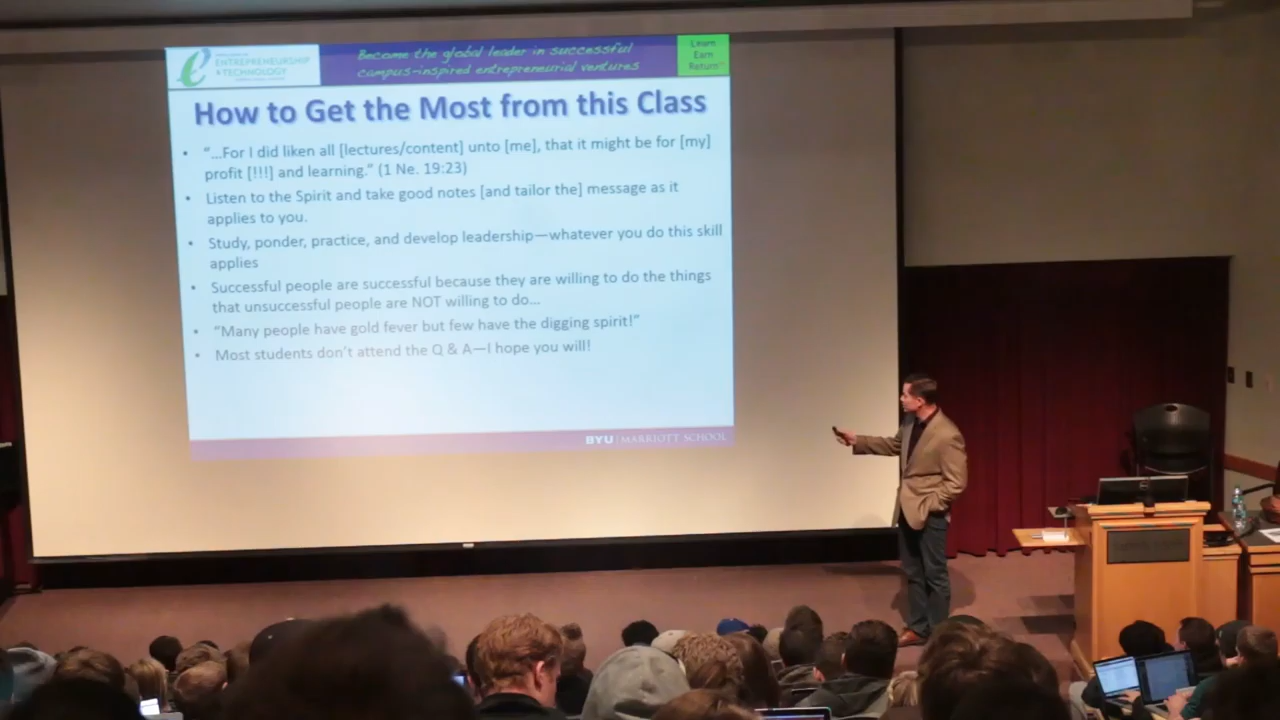 ENTREPRENEURSHIP
& TECHNOLOGY
Become the global leader in successful
campus-inspired entrepreneurial ventures
Learn
Earn
Return
How to Get the Most from this Class
• "...For I did liken all [lectures/content] unto [me], that it might be for [my]
profit [!!!] and learning." (1 Ne. 19:23)
• Listen to the Spirit and take good notes [and tailor the] message as it
applies to you.
• Study, ponder, practice, and develop leadership—whatever you do this skill
applies
• Successful people are successful because they are willing to do the things
that unsuccessful people are NOT willing to do...
• "Many people have gold fever but few have the digging spirit!"
• Most students don't attend the Q & A—I hope you will!
BYU | MARRIOTT SCHOOL